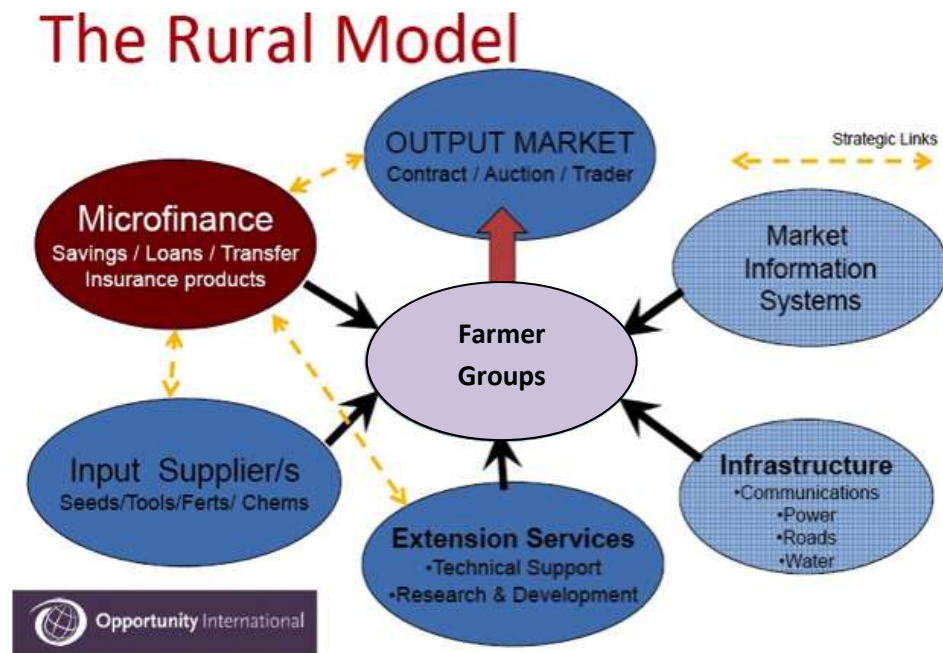 The Rural Model
OUTPUT MARKET
Contract / Auction / Trader
Strategic Links
Microfinance
Savings / Loans / Transfer
Insurance products
Market
Information
Systems
Farmer
Groups
Input Supplier/s
Seeds/Tools/Ferts/ Chems
Extension Services
•Technical Support
•Research & Development
Infrastructure
•Communications
•Power
•Roads
•Water
Opportunity International